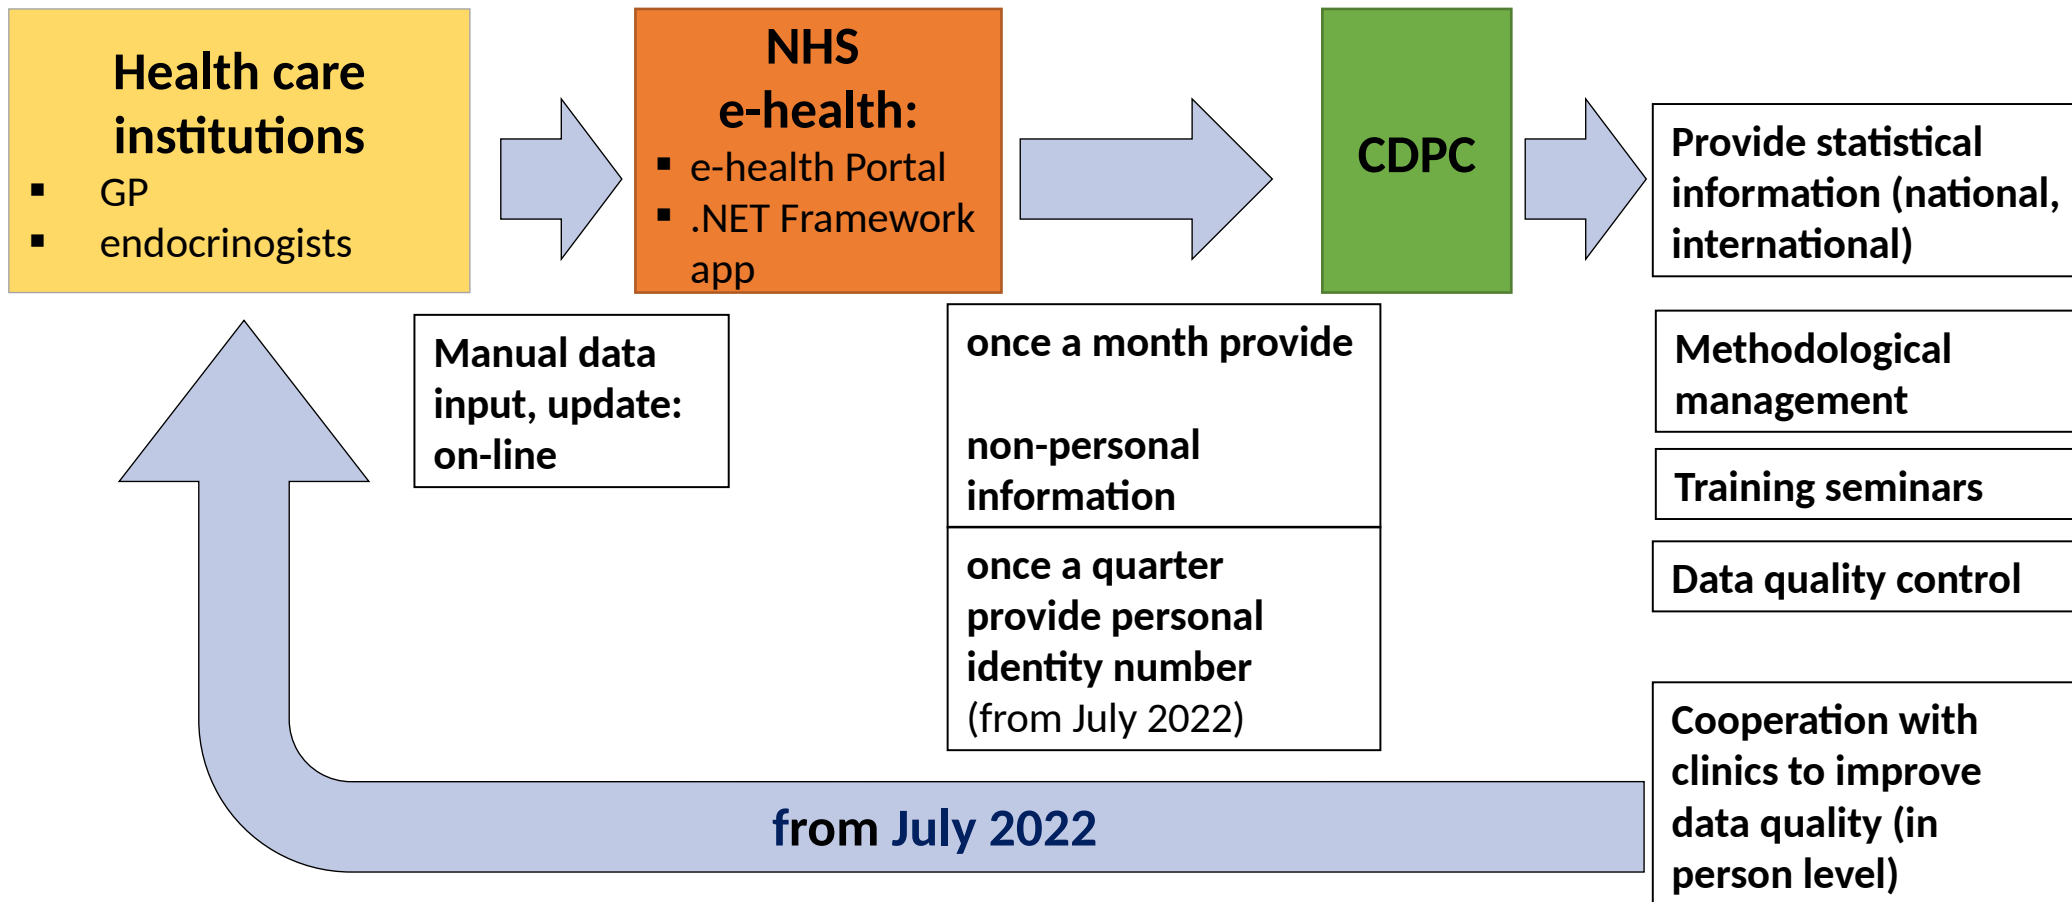 Health care
institutions
▪ GP
▪ endocrinogists
NHS
e-health:
▪ e-health Portal
▪ .NET Framework
app
CDPC
Provide statistical
information (national,
international)
Manual data
input, update:
on-line
once a month provide
non-personal
information
once a quarter
provide personal
identity number
(from July 2022)
Methodological
management
Training seminars
Data quality control
Cooperation with
clinics to improve
data quality (in
person level)
from July 2022